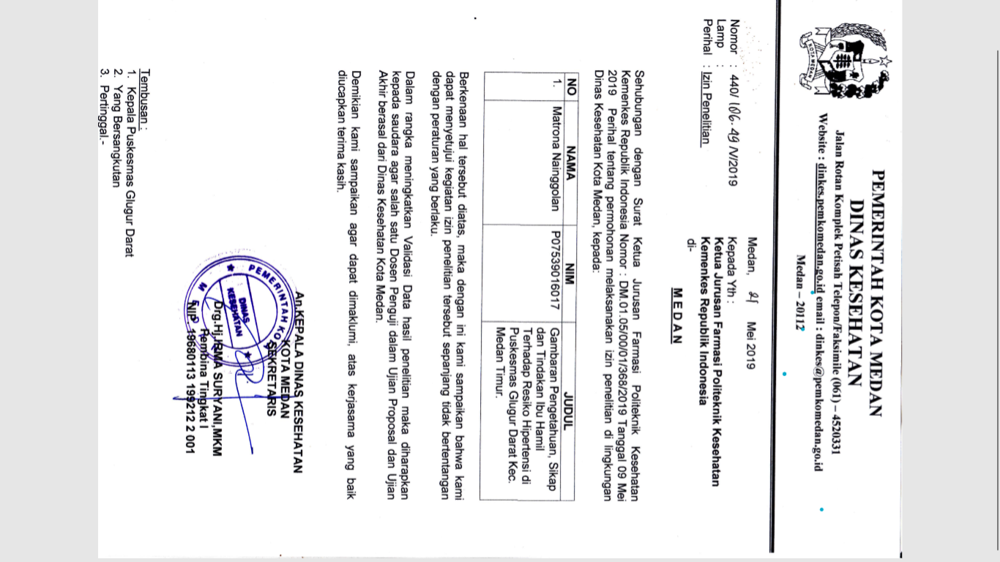 PEMERINTAH KOTA MEDAN
DINAS KESEHATAN
Jalan Rotan Komplek Petisah Telepon/Faksimile (061) – 4520331
Website : dinkes.pemkomedan.go.id email : dinkes@pemkomedan.go.id
Medan – 20112
KOTA MEDAN
Medan, 21 Mei 2019
Nomor : 440/106.49/V/2019
Lamp :
Perihal : Izin Penelitian
Kepada Yth :
Ketua Jurusan Farmasi Politeknik Kesehatan
Kemenkes Republik Indonesia
di-
MEDAN
Sehubungan dengan Surat Ketua Jurusan Farmasi Politeknik Kesehatan
Kemenkes Republik Indonesia Nomor : DM.01.05/00/01/368/2019 Tanggal 09 Mei
2019 Perihal tentang permohonan melaksanakan izin penelitian di lingkungan
Dinas Kesehatan Kota Medan, kepada:
NO NAMA NIM JUDUL
1. Matrona Nainggolan P07539016017 Gambaran Pengetahuan, Sikap
dan Tindakan Ibu Hamil
Terhadap Resiko Hipertensi di
Puskesmas Glugur Darat Kec.
Medan Timur.
Berkenaan hal tersebut diatas, maka dengan ini kami sampaikan bahwa kami
dapat menyetujui kegiatan izin penelitian tersebut sepanjang tidak bertentangan
dengan peraturan yang berlaku.
Dalam rangka meningkatkan Validasi Data hasil penelitian maka diharapkan
kepada saudara agar salah satu Dosen Penguji dalam Ujian Proposal dan Ujian
Akhir berasal dari Dinas Kesehatan Kota Medan.
Demikian kami sampaikan agar dapat dimaklumi, atas kerjasama yang baik
diucapkan terima kasih.
An.KEPALA DINAS KESEHATAN
KOTA MEDAN
SEKRETARIS
PEMERINTAH KO
DINAS
KESEHATAN
Drg.Hj.IRMA SURYANI,MKM
Pembina Tingkat I
NIP 19680113 199212 2 001
Tembusan :
1. Kepala Puskesmas Glugur Darat
2. Yang Bersangkutan
3. Pertinggal.-